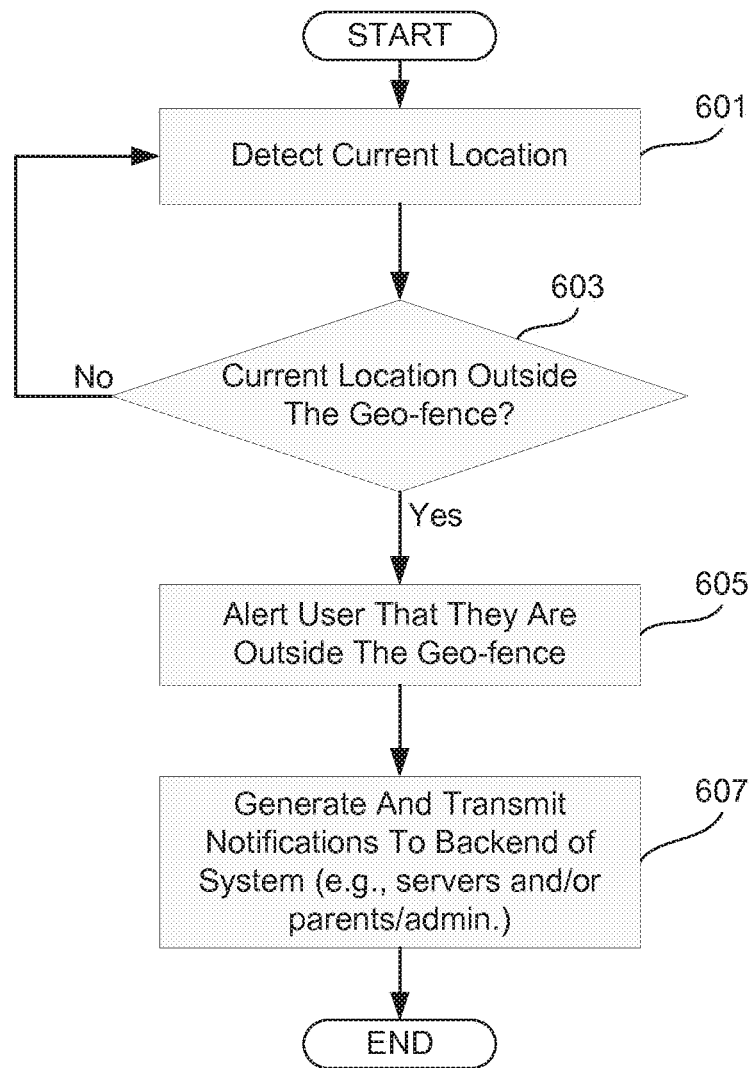 START
601
Detect Current Location
603
Current Location Outside
The Geo-fence?
No
Yes
605
Alert User That They Are
Outside The Geo-fence
607
Generate And Transmit
Notifications To Backend of
System (e.g., servers and/or
parents/admin.)
END